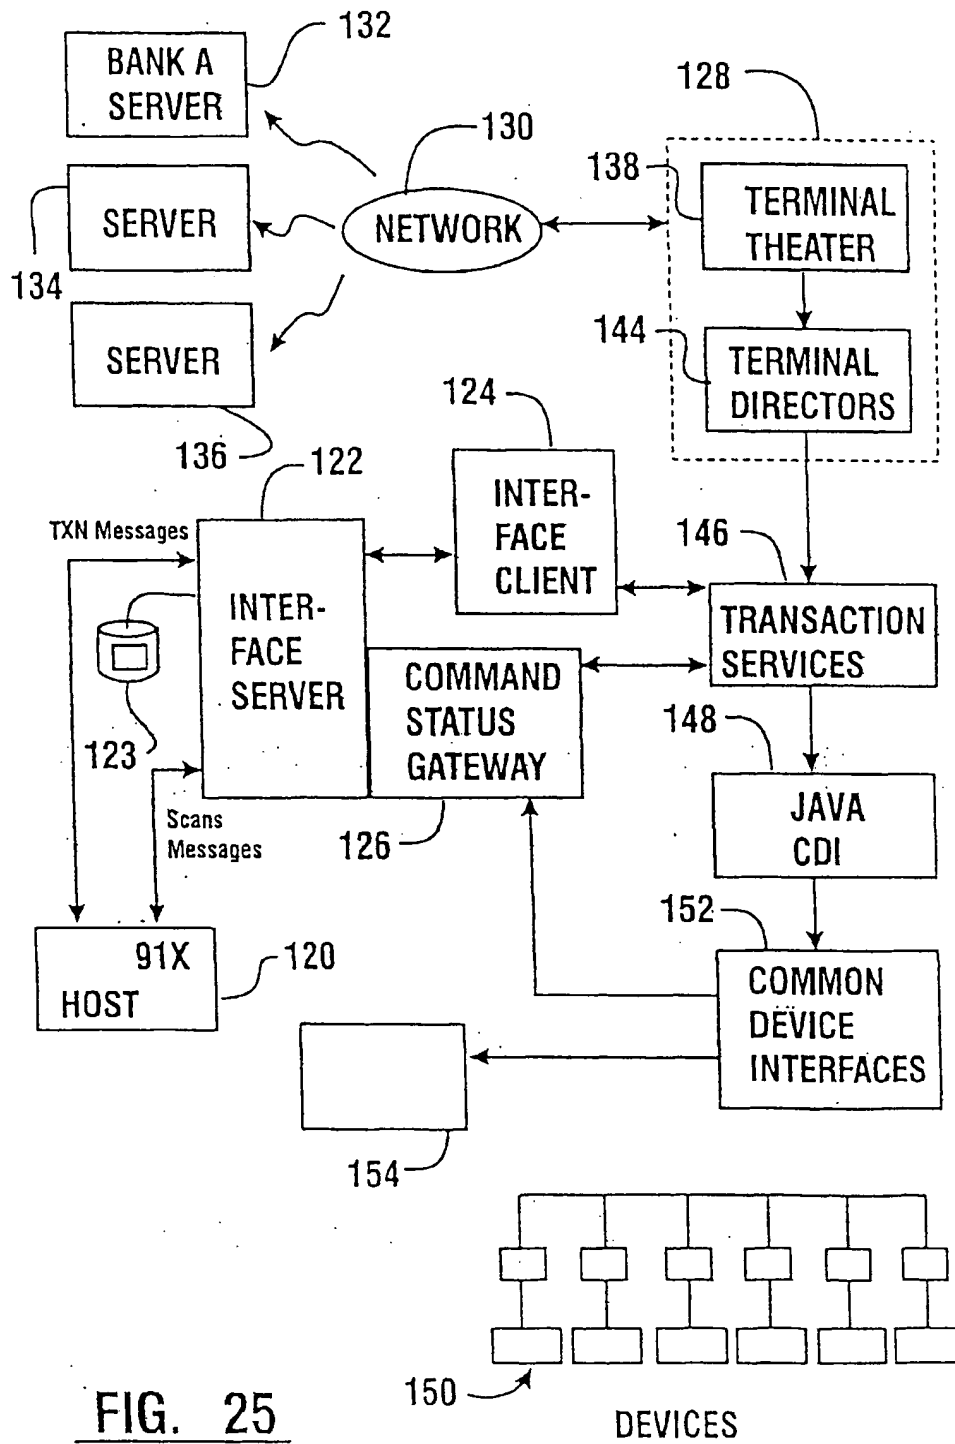 132
BANK A
SERVER
128
130
138
TERMINAL
THEATER
SERVER
NETWORK
134
144
SERVER
TERMINAL
DIRECTORS
124
136
122
INTER-
FACE
CLIENT
TXN Messages
146
INTER-
FACE
SERVER
TRANSACTION
SERVICES
COMMAND
STATUS
GATEWAY
148
123
Scans
Messages
126
JAVA
CDI
152
91X
HOST
120
COMMON
DEVICE
INTERFACES
154
150
FIG. 25
DEVICES